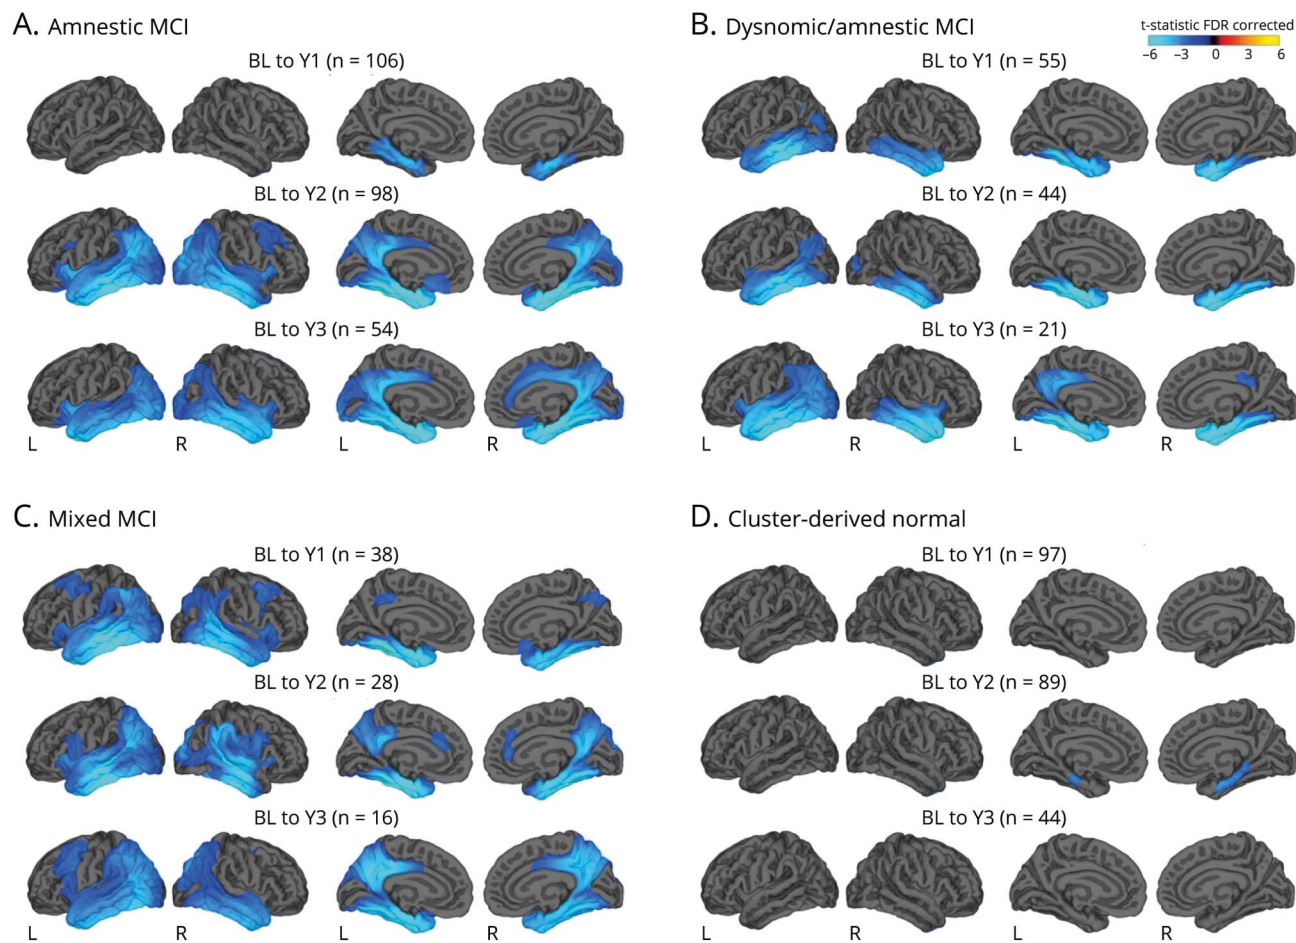 A. Amnestic MCI
BL to Y1 (n = 106)
BL to Y2 (n = 98)
BL to Y3 (n = 54)
L R L R
B. Dysnomic/amnestic MCI
t-statistic FDR corrected
−6 −3 0 3 6
BL to Y1 (n = 55)
BL to Y2 (n = 44)
BL to Y3 (n = 21)
L R L R
C. Mixed MCI
BL to Y1 (n = 38)
BL to Y2 (n = 28)
BL to Y3 (n = 16)
L R L R
D. Cluster-derived normal
BL to Y1 (n = 97)
BL to Y2 (n = 89)
BL to Y3 (n = 44)
L R L R